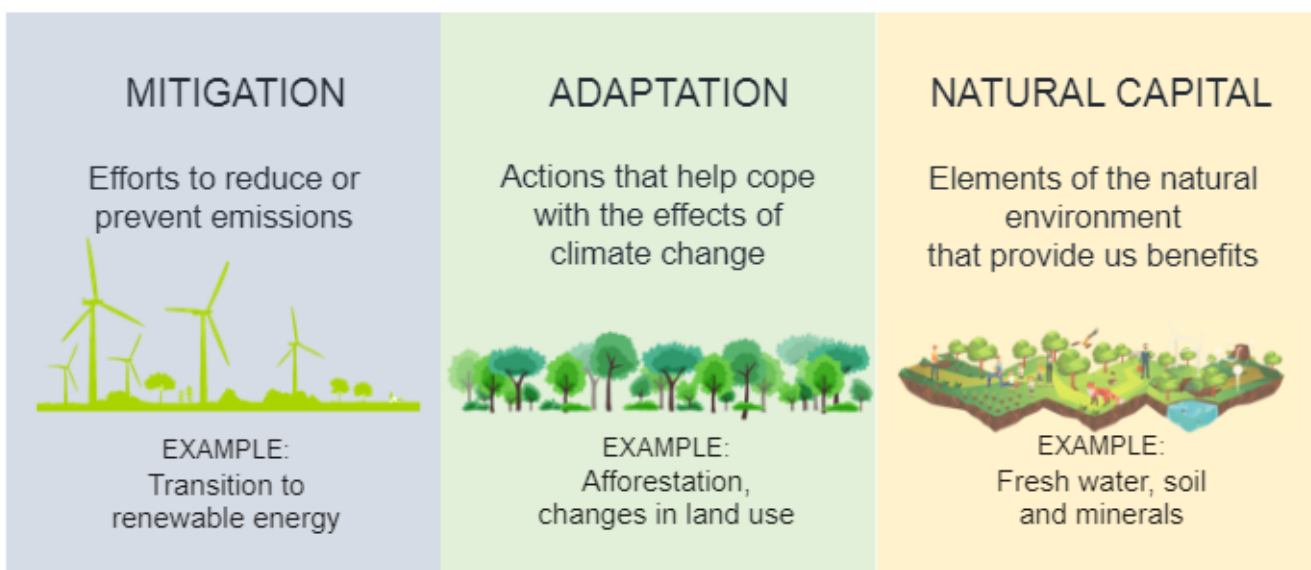 MITIGATION
Efforts to reduce or
prevent emissions
EXAMPLE:
Transition to
renewable energy
ADAPTATION
Actions that help cope
with the effects of
climate change
EXAMPLE:
Afforestation,
changes in land use
NATURAL CAPITAL
Elements of the natural
environment
that provide us benefits
EXAMPLE:
Fresh water, soil
and minerals